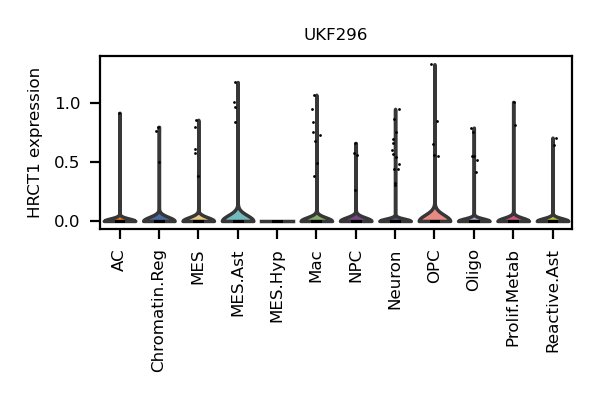 UKF296
HRCT1 expression
1.0
0.5
0.0
AC
Chromatin.Reg
MES
MES.Ast
MES.Hyp
Mac
NPC
Neuron
OPC
Oligo
Prolif.Metab
Reactive.Ast